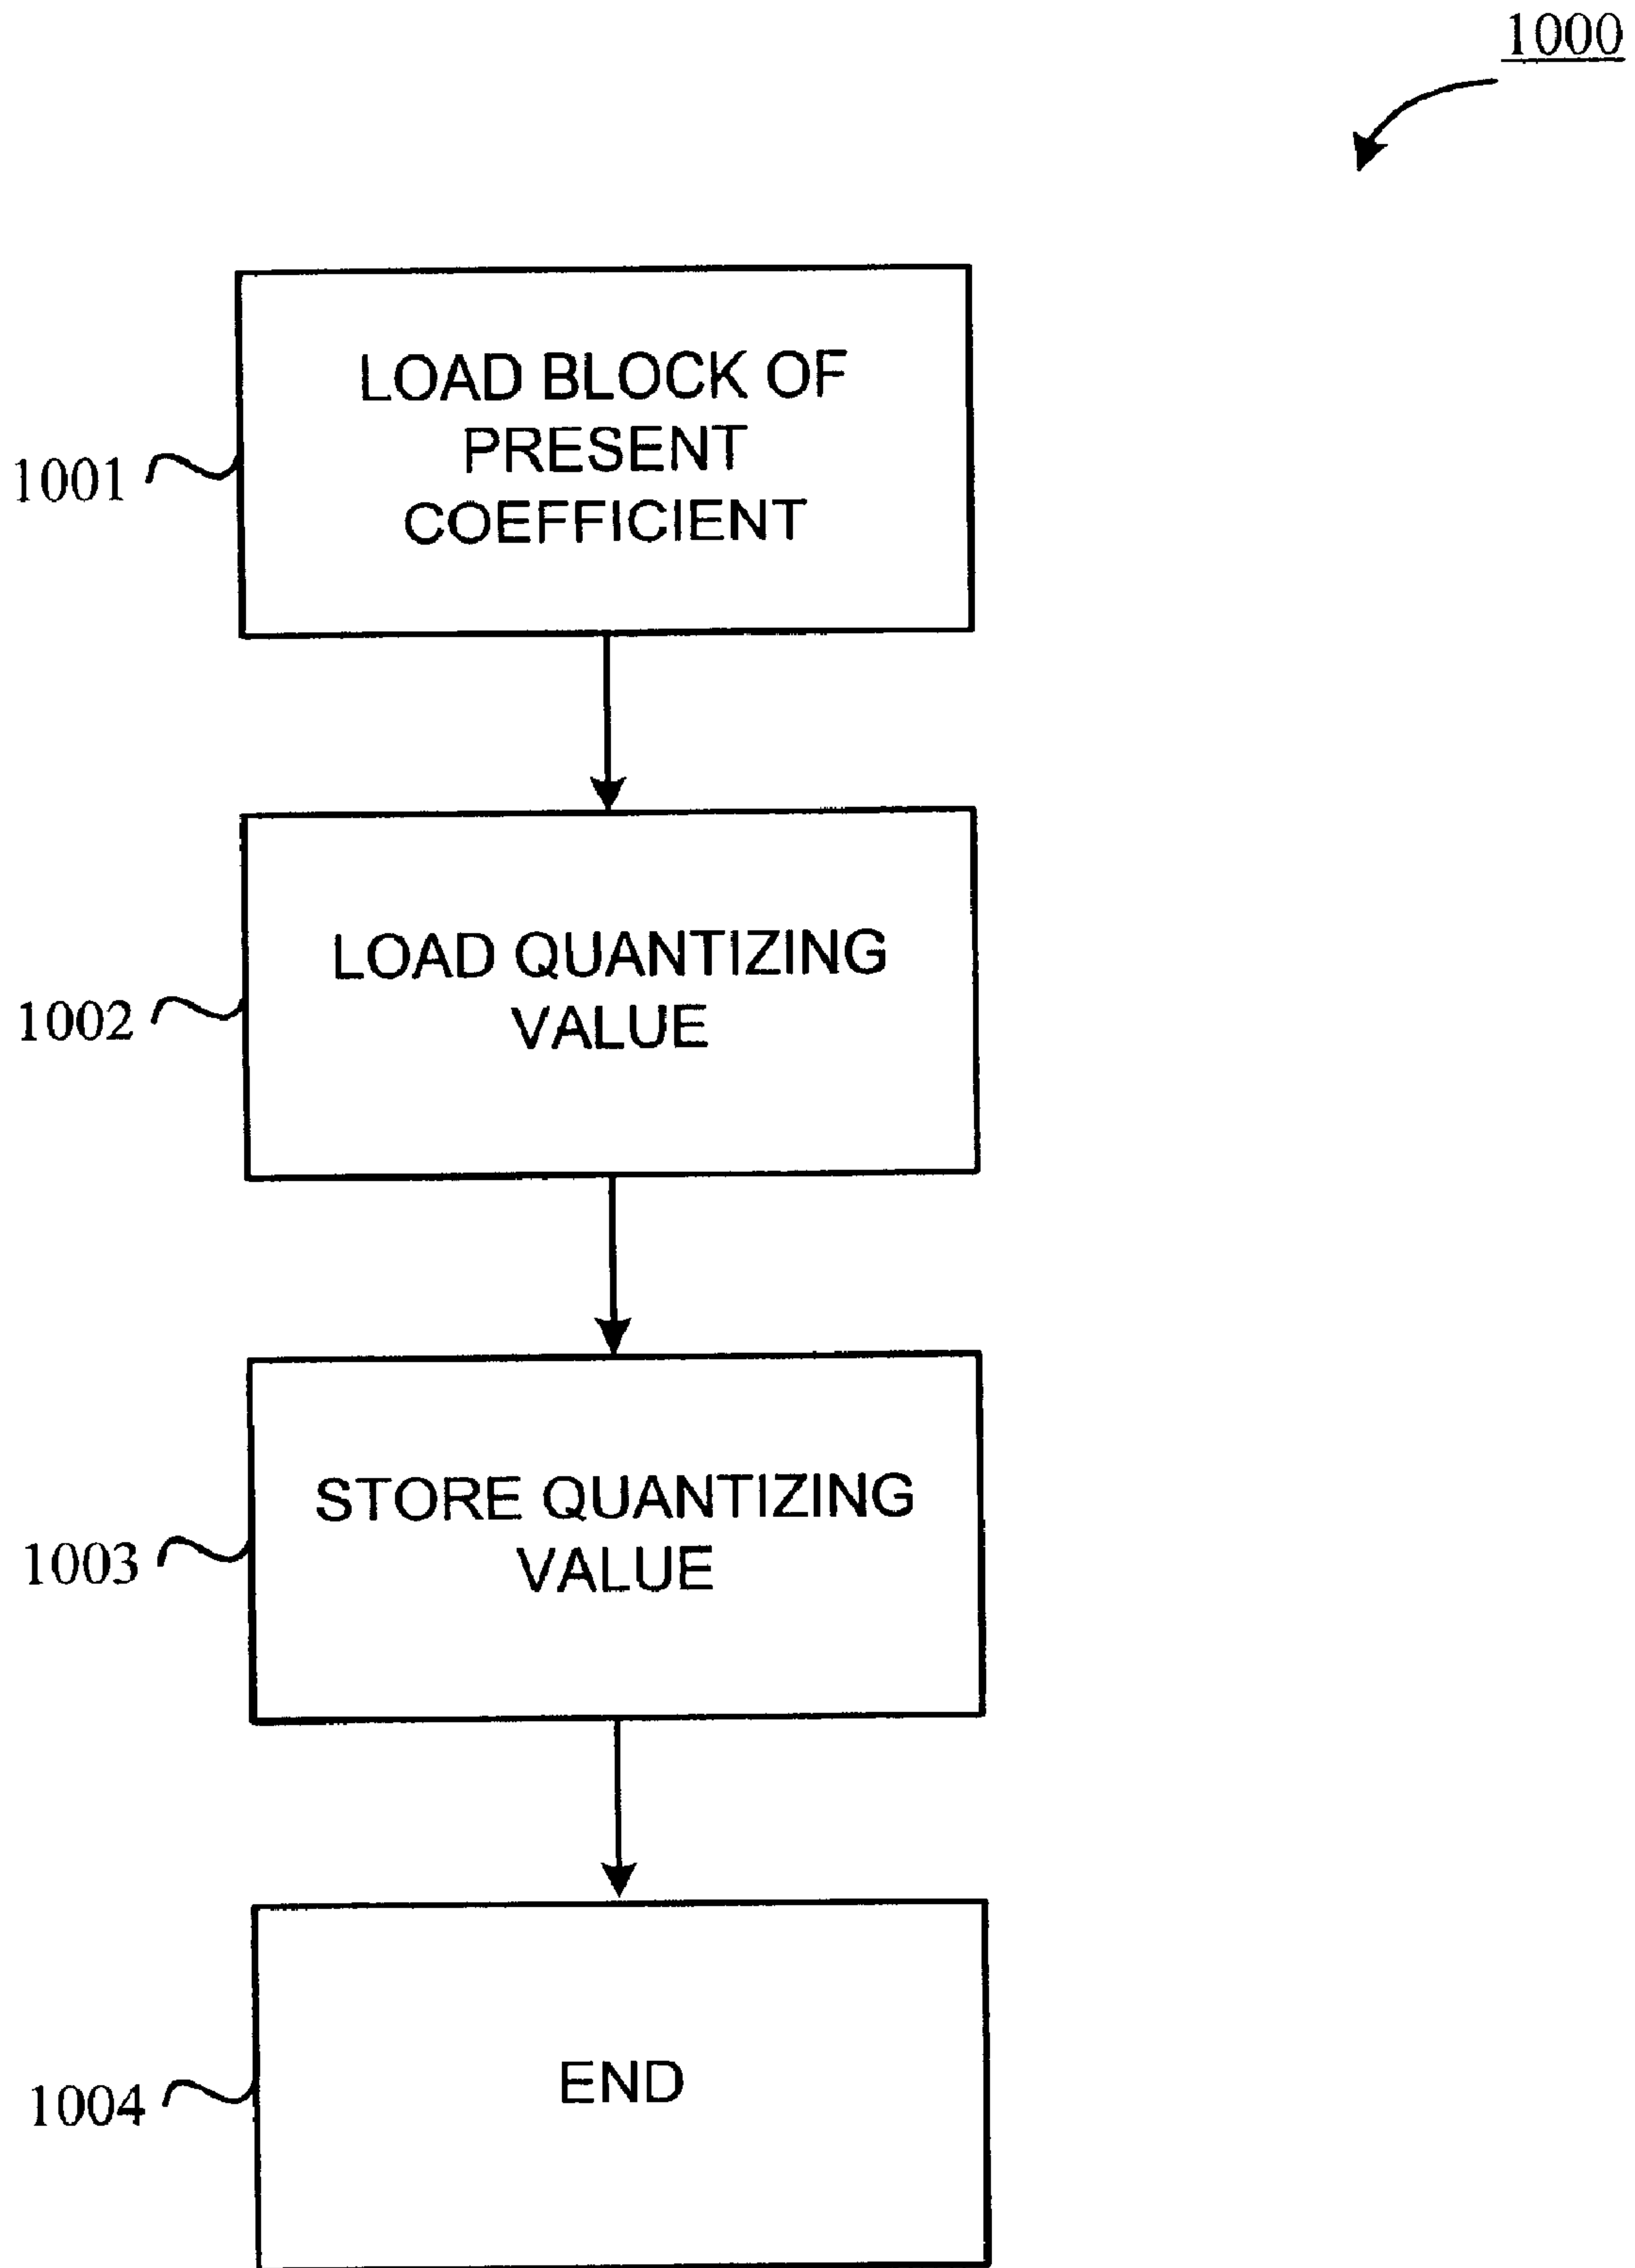 1000
LOAD BLOCK OF
PRESENT
COEFFICIENT
1001
LOAD QUANTIZING
VALUE
1002
STORE QUANTIZING
VALUE
1003
END
1004